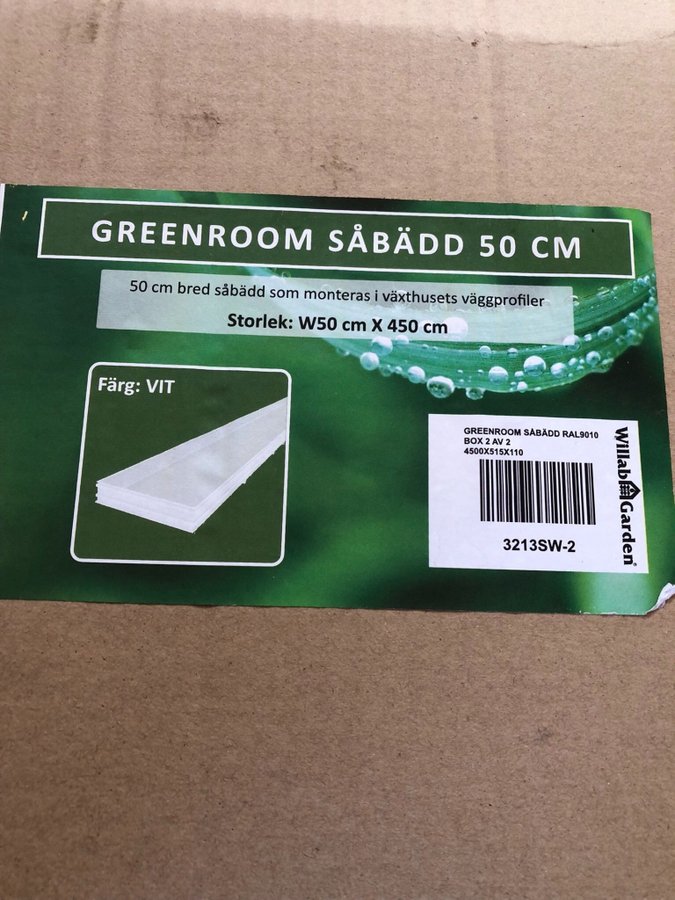 GREENROOM SÅBÄDD 50 CM
50 cm bred såbädd som monteras i växthusets väggprofiler
Storlek: W50 cm X 450 cm
Färg: VIT
GREENROOM SÅBÄDD RAL9010
BOX 2 AV 2
4500X515X110
3213SW-2
Willab Garden®